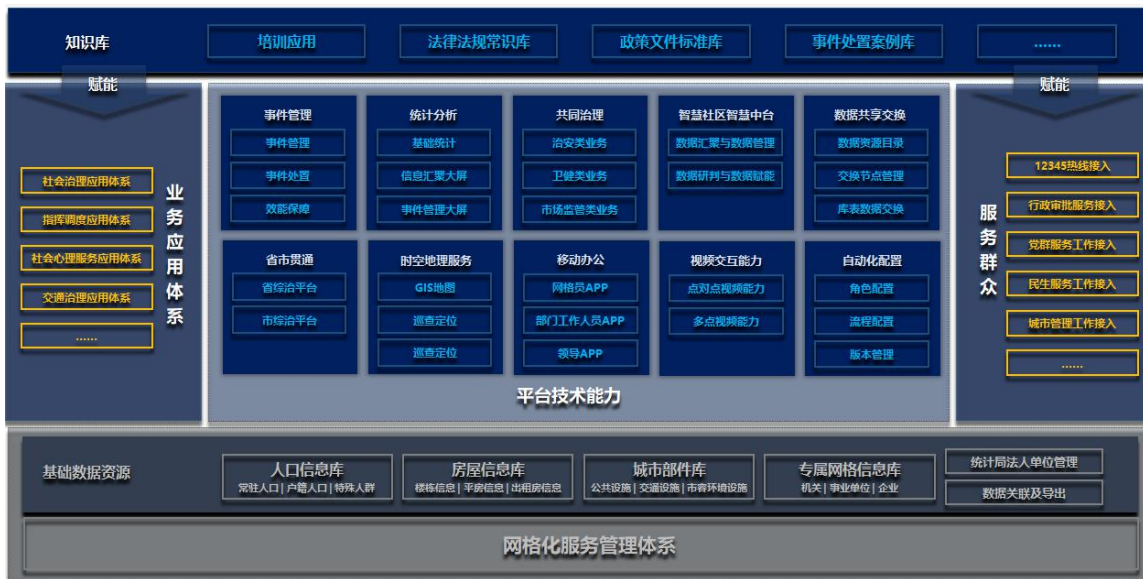 知识库
培训应用
法律法规常识库
政策文件标准库
事件处置案例库
......
赋能
赋能
业务应用体系
社会治理应用体系
指挥调度应用体系
社会心理服务应用体系
交通治理应用体系
......
事件管理
事件管理
事件处置
效能保障
统计分析
基础统计
信息汇聚大屏
事件管理大屏
共同治理
治安类业务
卫健类业务
市场监管类业务
智慧社区智慧中台
数据汇聚与数据管理
数据研判与数据赋能
数据共享交换
数据资源目录
交换节点管理
库表数据交换
省市贯通
省综治平台
市综治平台
时空地理服务
GIS地图
巡查定位
巡查定位
移动办公
网格员APP
部门工作人员APP
领导APP
视频交互能力
点对点视频能力
多点视频能力
自动化配置
角色配置
流程配置
版本管理
平台技术能力
服务群众
12345热线接入
行政审批服务接入
党群服务工作接入
民生服务工作接入
城市管理工作接入
......
基础数据资源
人口信息库
常驻人口|户籍人口|特殊人群
房屋信息库
楼栋信息|平房信息|出租房信息
城市部件库
公共设施|交通设施|市容环境设施
专属网格信息库
机关|事业单位|企业
统计局法人单位管理
数据关联及导出
网格化服务管理体系